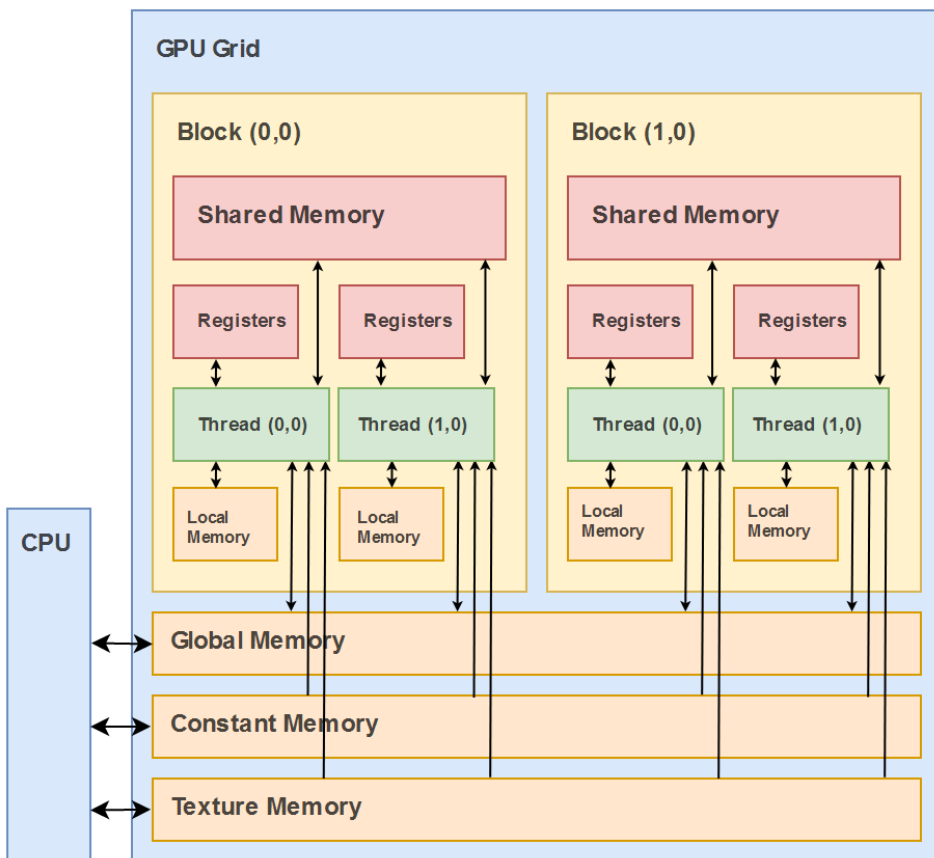 GPU Grid
Block (0,0)
Shared Memory
Registers
Registers
Thread (0,0)
Thread (1,0)
Local
Memory
Local
Memory
Block (1,0)
Shared Memory
Registers
Registers
Thread (0,0)
Thread (1,0)
Local
Memory
Local
Memory
CPU
Global Memory
Constant Memory
Texture Memory